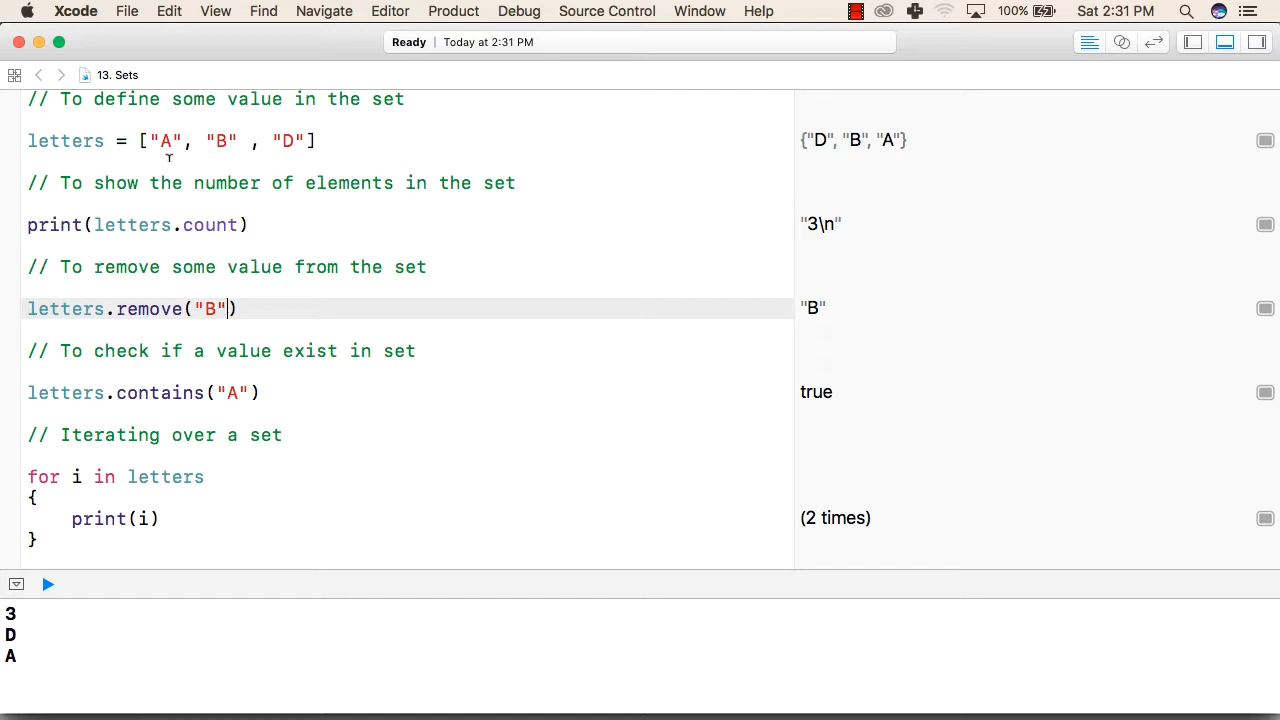 Xcode File Edit View Find Navigate Editor Product Debug Source Control Window Help 100% Sat 2:31 PM
Ready | Today at 2:31 PM
13. Sets
// To define some value in the set
letters = ["A", "B" , "D"] {"D", "B", "A"}
// To show the number of elements in the set
print(letters.count) "3\n"
// To remove some value from the set
letters.remove("B") "B"
// To check if a value exist in set
letters.contains("A") true
// Iterating over a set
for i in letters
{
print(i) (2 times)
}
3
D
A